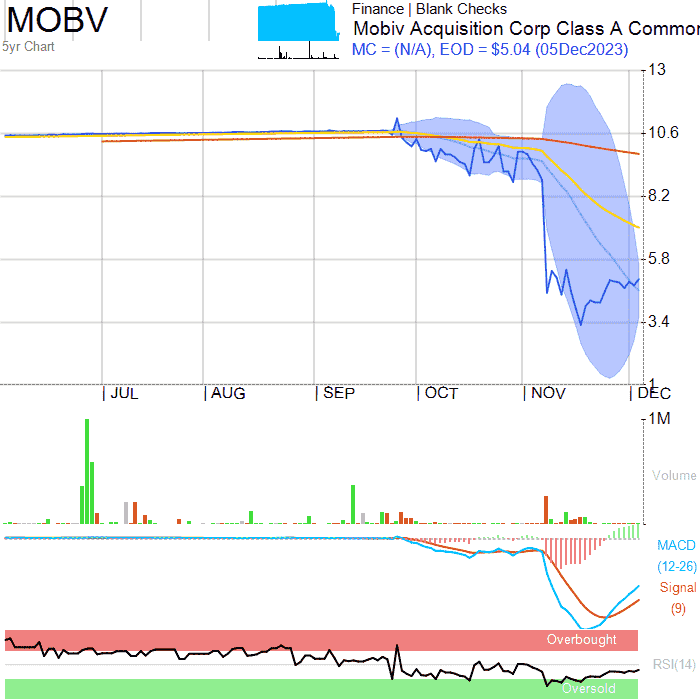 MOBV
5yr Chart
Finance | Blank Checks
Mobiv Acquisition Corp Class A Common
MC = (N/A), EOD = $5.04 (05Dec2023)
13
10.6
8.2
5.8
3.4
1
| JUL | AUG | SEP | OCT | NOV | DEC
1M
Volume
MACD
(12-26)
Signal
(9)
Overbought
RSI(14)
Oversold